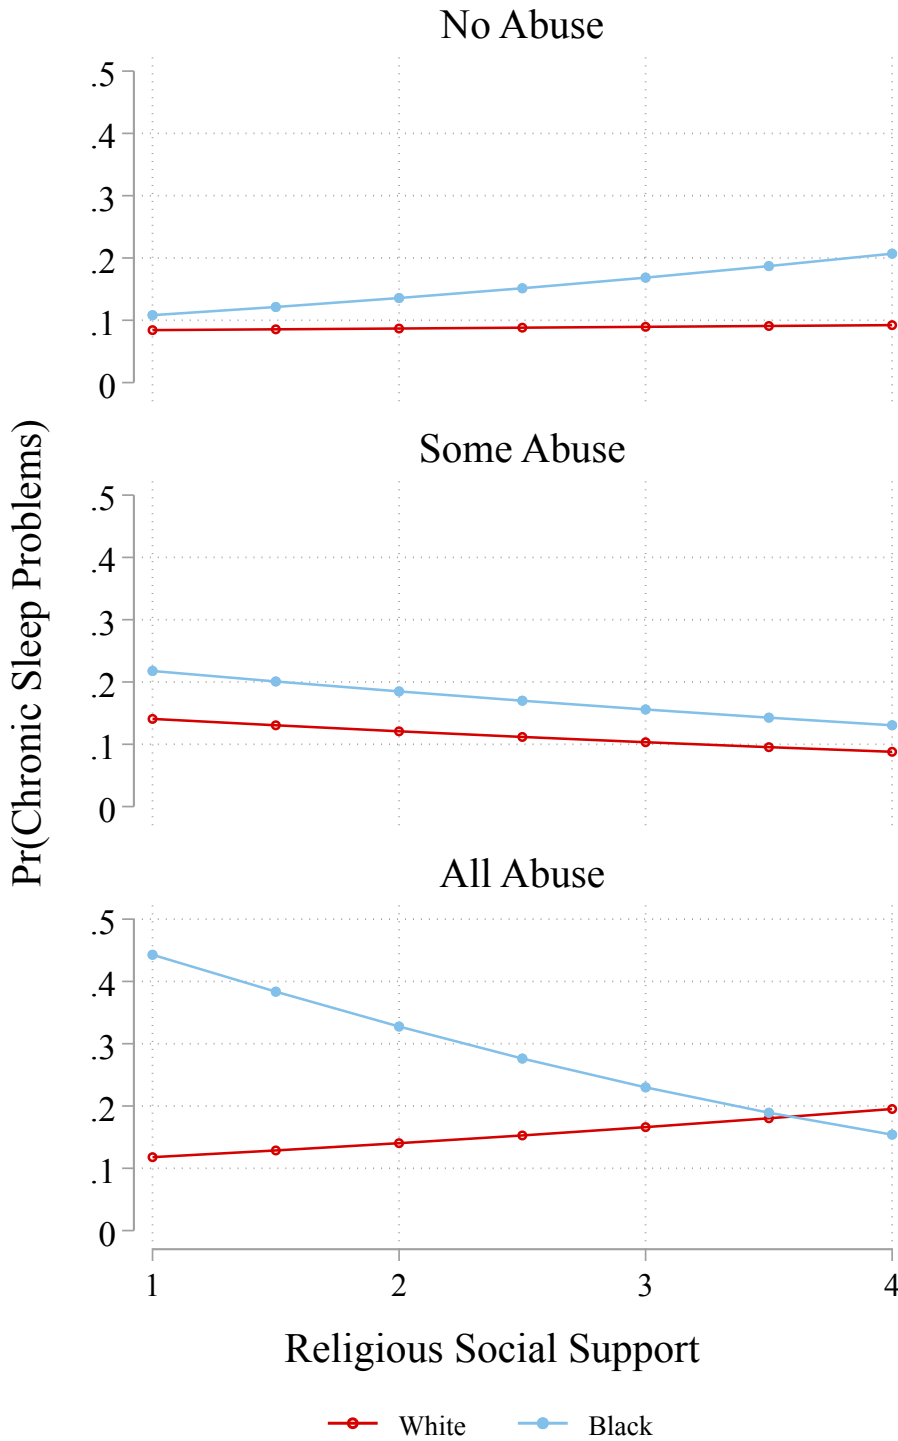 No Abuse
.5
.4
.3
.2
.1
0
Some Abuse
.5
.4
.3
.2
.1
0
All Abuse
.5
.4
.3
.2
.1
0
Pr(Chronic Sleep Problems)
1 2 3 4
Religious Social Support
White Black